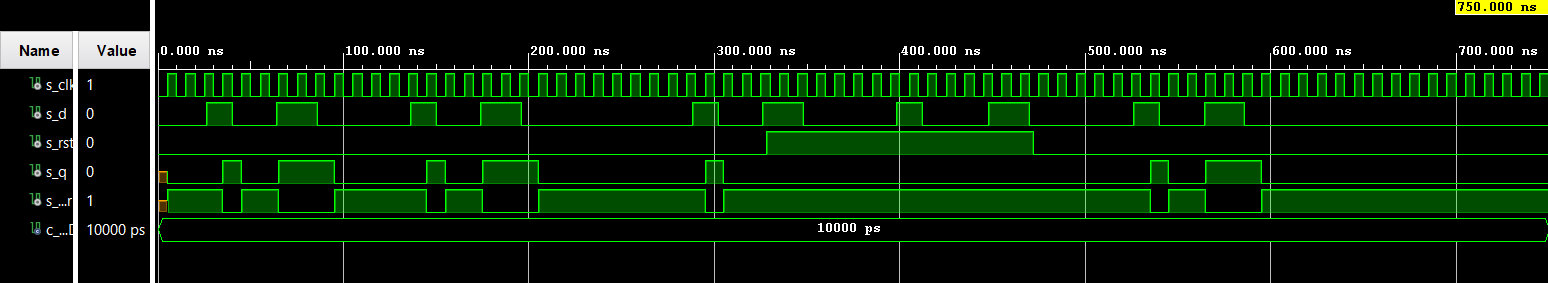 750.000 ns
Name Value
0.000 ns 100.000 ns 200.000 ns 300.000 ns 400.000 ns 500.000 ns 600.000 ns 700.000 ns
s_clk 1
s_d 0
s_rst 0
s_q 0
s_...r 1
c_...D 10000 ps 10000 ps